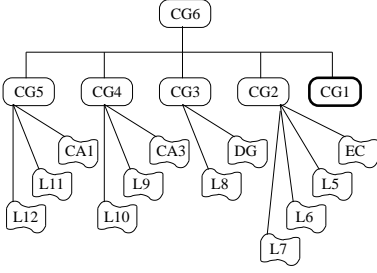 CG6
CG5 CG4 CG3 CG2 CG1
CA1 CA3 DG EC
L11 L9 L8 L5
L12 L10 L6
L7